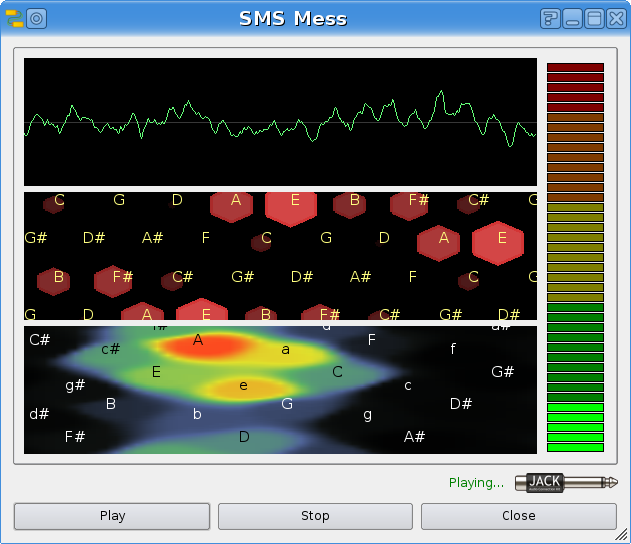 SMS Mess
C G D A E B F# C# G
G# D# A# F C G D A E
B F# C# G# D# A# F C G
G D A E B F# C# G# D#
f# d a#
C# A F
c# a f
E C G#
g# e c
B G D#
d# b g
F# D A#
Playing... JACK
Play Stop Close